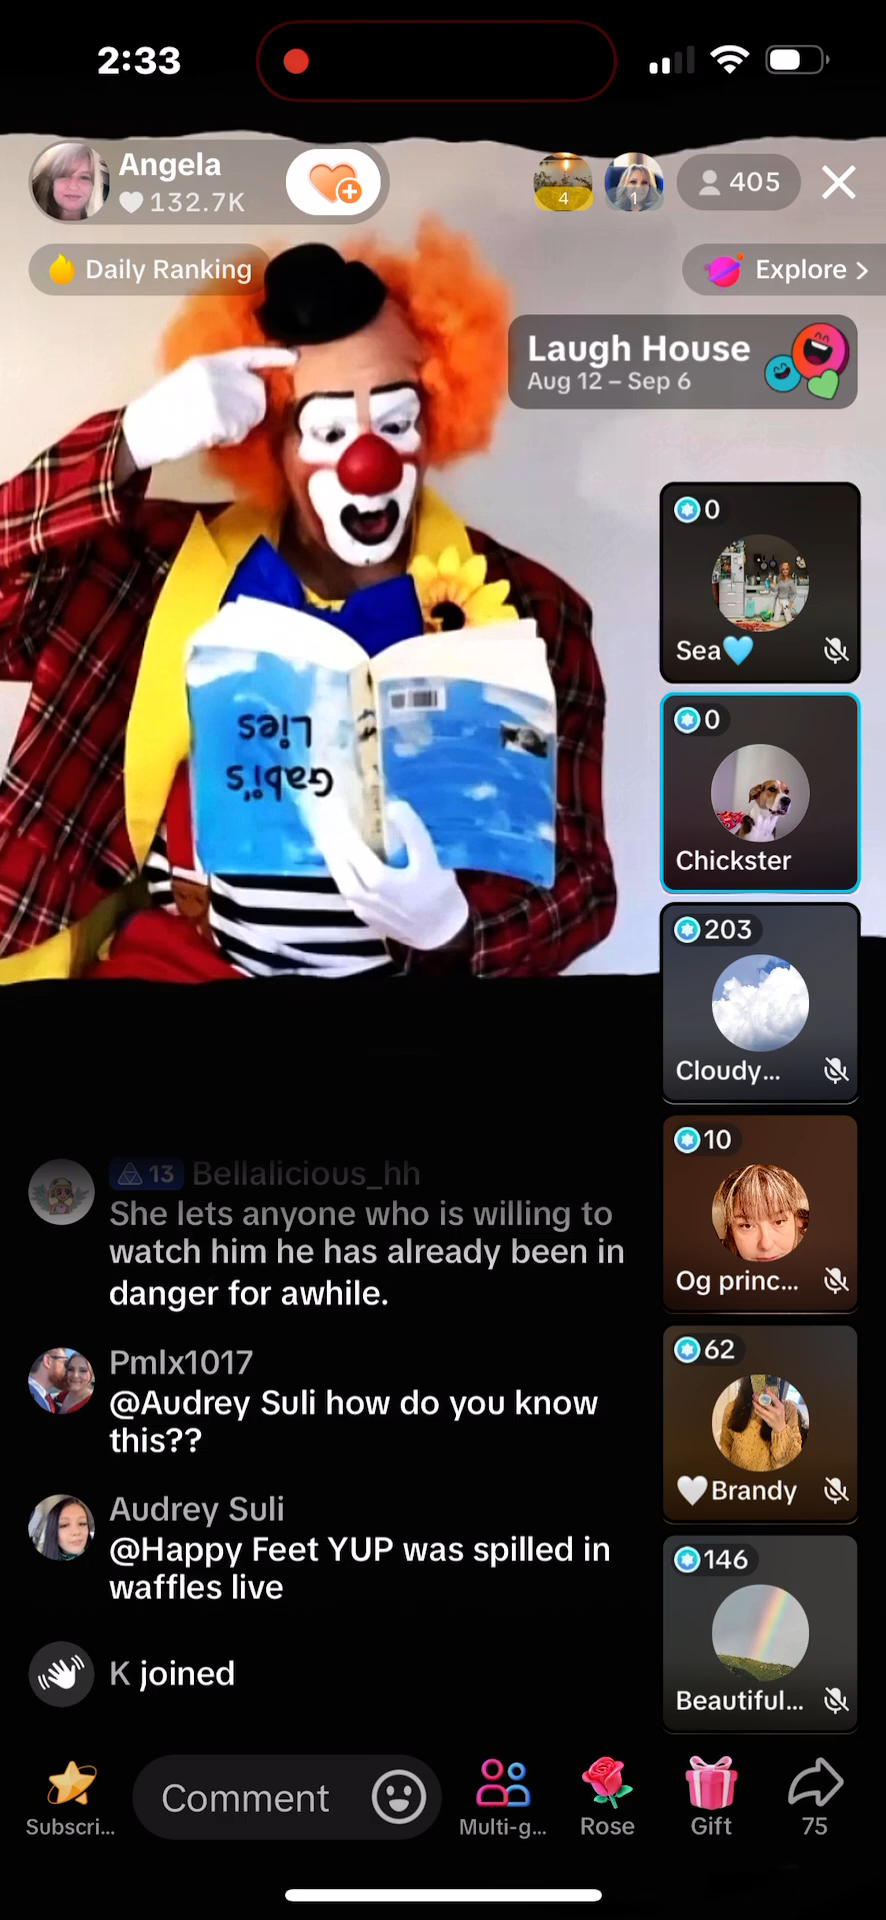 2:33
Angela
132.7K
4
1
405
Daily Ranking
Explore >
Laugh House
Aug 12 – Sep 6
0
Sea🩵
Gabi's
Lies
0
Chickster
203
Cloudy...
13 Bellalicious_hh
She lets anyone who is willing to
watch him he has already been in
danger for awhile.
10
Og princ...
Pmlx1017
@Audrey Suli how do you know
this??
62
🤍Brandy
Audrey Suli
@Happy Feet YUP was spilled in
waffles live
146
Beautiful...
K joined
Subscri...
Comment
Multi-g...
Rose
Gift
75